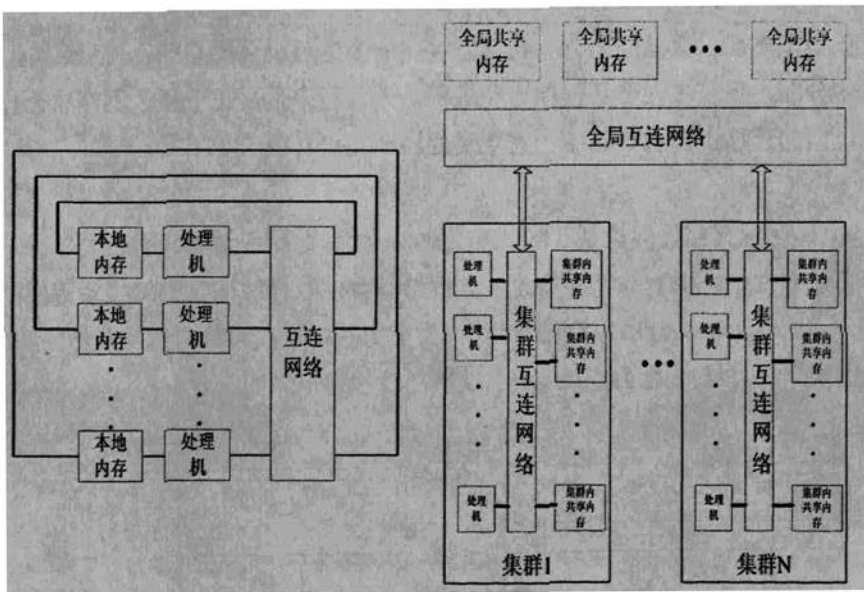 全局共享
内存
全局共享
内存
全局共享
内存
全局互连网络
本地
内存
处理
机
本地
内存
处理
机
本地
内存
处理
机
互连
网络
处理
机
处理
机
处理
机
集群互连网络
集群内
共享内
存
集群内
共享内
存
集群内
共享内
存
集群1
处理
机
处理
机
处理
机
集群互连网络
集群内
共享内
存
集群内
共享内
存
集群内
共享内
存
集群N